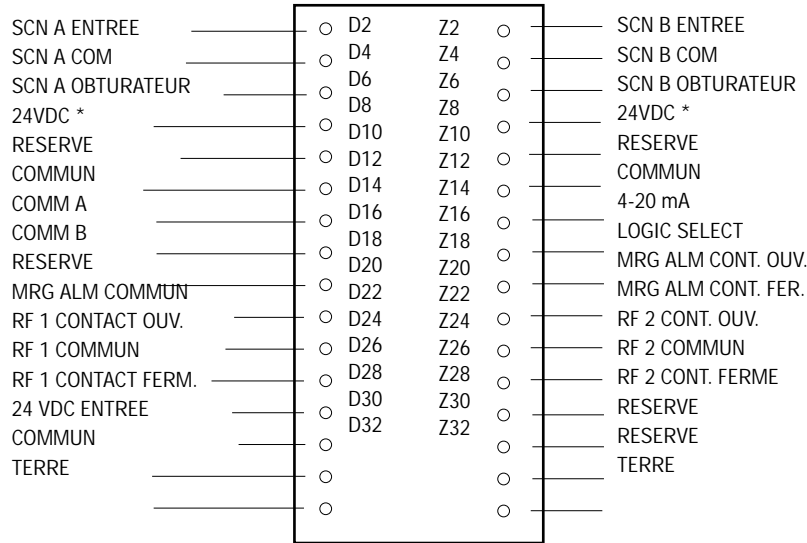 SCN A ENTREE D2 Z2 SCN B ENTREE
SCN A COM D4 Z4 SCN B COM
SCN A OBTURATEUR D6 Z6 SCN B OBTURATEUR
24VDC * D8 Z8 24VDC *
RESERVE D10 Z10 RESERVE
COMMUN D12 Z12 COMMUN
COMM A D14 Z14 4-20 mA
COMM B D16 Z16 LOGIC SELECT
RESERVE D18 Z18 MRG ALM CONT. OUV.
MRG ALM COMMUN D20 Z20 MRG ALM CONT. FER.
RF 1 CONTACT OUV. D22 Z22 RF 2 CONT. OUV.
RF 1 COMMUN D24 Z24 RF 2 COMMUN
RF 1 CONTACT FERM. D26 Z26 RF 2 CONT. FERME
24 VDC ENTREE D28 Z28 RESERVE
COMMUN D30 Z30 RESERVE
TERRE D32 Z32 TERRE